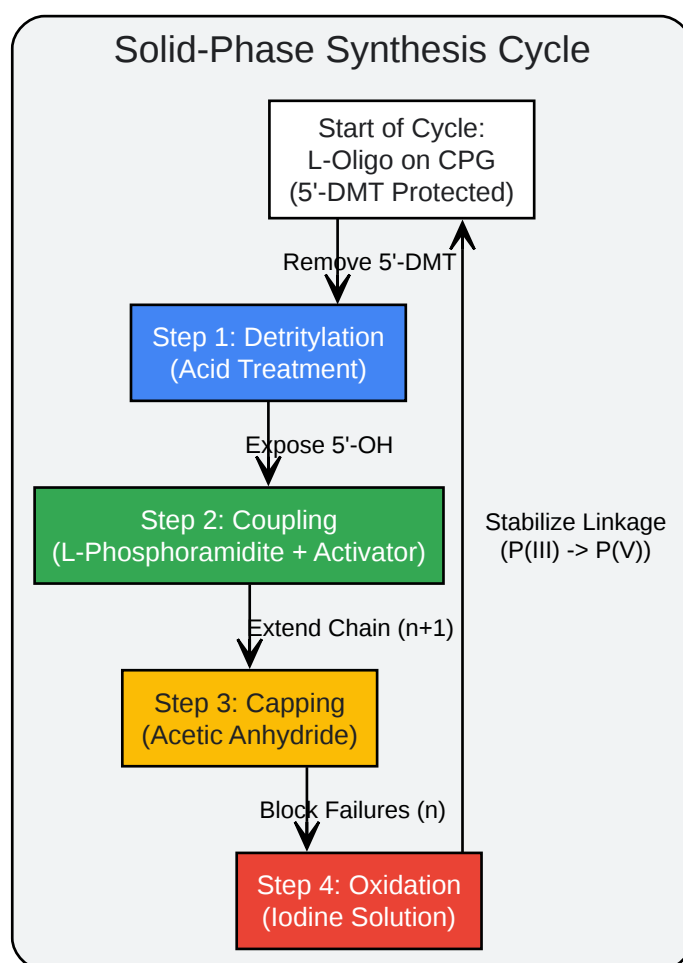 Solid-Phase Synthesis Cycle
Start of Cycle:
L-Oligo on CPG
(5'-DMT Protected)
Remove 5'-DMT
Step 1: Detritylation
(Acid Treatment)
Expose 5'-OH
Step 2: Coupling
(L-Phosphoramidite + Activator)
Stabilize Linkage
(P(III) -> P(V))
Extend Chain (n+1)
Step 3: Capping
(Acetic Anhydride)
Block Failures (n)
Step 4: Oxidation
(Iodine Solution)